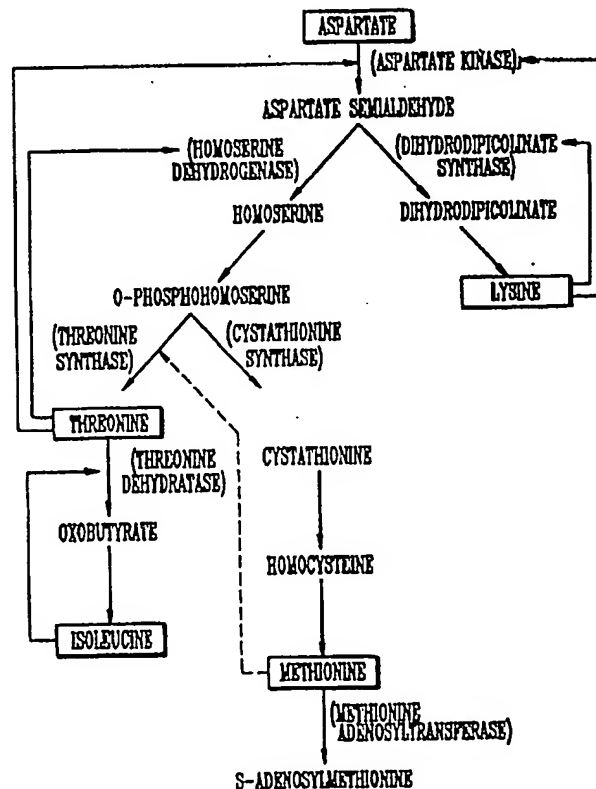 ASPARTATE
(ASPARTATE KINASE)
ASPARTATE SEMIALDEHYDE
(HOMOSERINE
DEHYDROGENASE)
(DIHYDRODIPICOLINATE
SYNTHASE)
HOMOSERINE
DIHYDRODIPICOLINATE
O-PHOSPHOHOMOSERINE
LYSINE
(THREONINE
SYNTHASE)
(CYSTATHIONINE
SYNTHASE)
THREONINE
(THREONINE
DEHYDRATASE)
CYSTATHIONINE
OXOBUTYRATE
HOMOCYSTEINE
ISOLEUCINE
METHIONINE
(METHIONINE
ADENOSYLTRANSFERASE)
S-ADENOSYLMETHIONINE